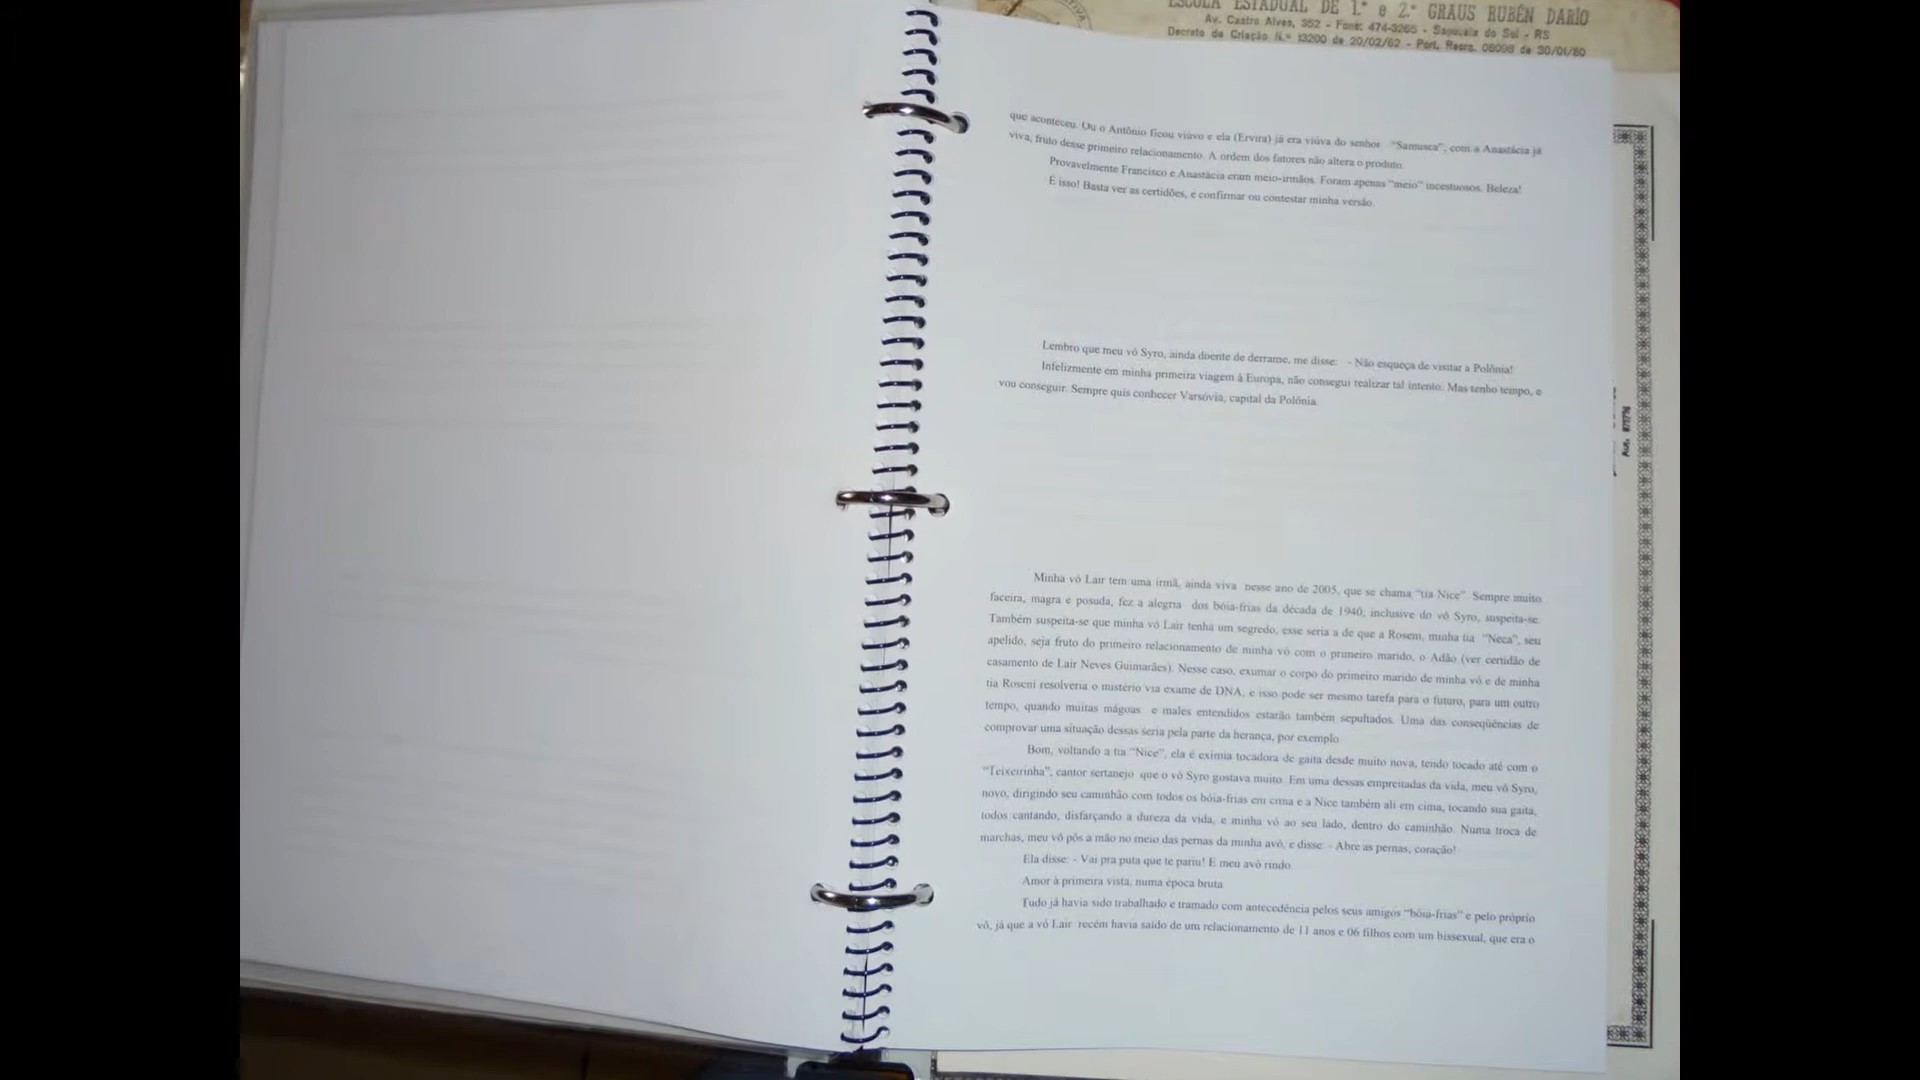 ESCOLA ESTADUAL DE 1.º e 2.º GRAUS RUBÉN DARÍO
Av. Castro Alves, 352 - Fone: 474-3265 - Sapucaia do Sul - RS
Decreto de Criação N.º 13200 de 20/02/62 - Port. Reorg. 08098 de 30/01/80
que aconteceu. Ou o Antônio ficou viúvo e ela (Ervira) já era viúva do senhor “Samusca”, com a Anastácia já
viva, fruto desse primeiro relacionamento. A ordem dos fatores não altera o produto.
Provavelmente Francisco e Anastácia eram meio-irmãos. Foram apenas “meio” incestuosos. Beleza!
É isso! Basta ver as certidões, e confirmar ou contestar minha versão.
Lembro que meu vô Syro, ainda doente de derrame, me disse: - Não esqueça de visitar a Polônia!
Infelizmente em minha primeira viagem à Europa, não consegui realizar tal intento. Mas tenho tempo, e
vou conseguir. Sempre quis conhecer Varsóvia, capital da Polônia.
Minha vó Lair tem uma irmã, ainda viva nesse ano de 2005, que se chama “tia Nice”. Sempre muito
faceira, magra e posuda, fez a alegria dos bóia-frias da década de 1940, inclusive do vô Syro, suspeita-se.
Também suspeita-se que minha vó Lair tenha um segredo, esse seria a de que a Roseni, minha tia “Neca”, seu
apelido, seja fruto do primeiro relacionamento de minha vó com o primeiro marido, o Adão (ver certidão de
casamento de Lair Neves Guimarães). Nesse caso, exumar o corpo do primeiro marido de minha vó e de minha
tia Roseni resolveria o mistério via exame de DNA, e isso pode ser mesmo tarefa para o futuro, para um outro
tempo, quando muitas mágoas e males entendidos estarão também sepultados. Uma das conseqüências de
comprovar uma situação dessas seria pela parte da herança, por exemplo.
Bom, voltando a tia “Nice”, ela é exímia tocadora de gaita desde muito nova, tendo tocado até com o
“Teixeirinha”, cantor sertanejo que o vô Syro gostava muito. Em uma dessas empreitadas da vida, meu vô Syro,
novo, dirigindo seu caminhão com todos os bóia-frias em cima e a Nice também ali em cima, tocando sua gaita,
todos cantando, disfarçando a dureza da vida, e minha vó ao seu lado, dentro do caminhão. Numa troca de
marchas, meu vô pôs a mão no meio das pernas da minha avó, e disse: - Abre as pernas, coração!
Ela disse: - Vai pra puta que te pariu! E meu avô rindo.
Amor à primeira vista, numa época bruta.
Tudo já havia sido trabalhado e tramado com antecedência pelos seus amigos “bóia-frias” e pelo próprio
vô, já que a vó Lair recém havia saído de um relacionamento de 11 anos e 06 filhos com um bissexual, que era o